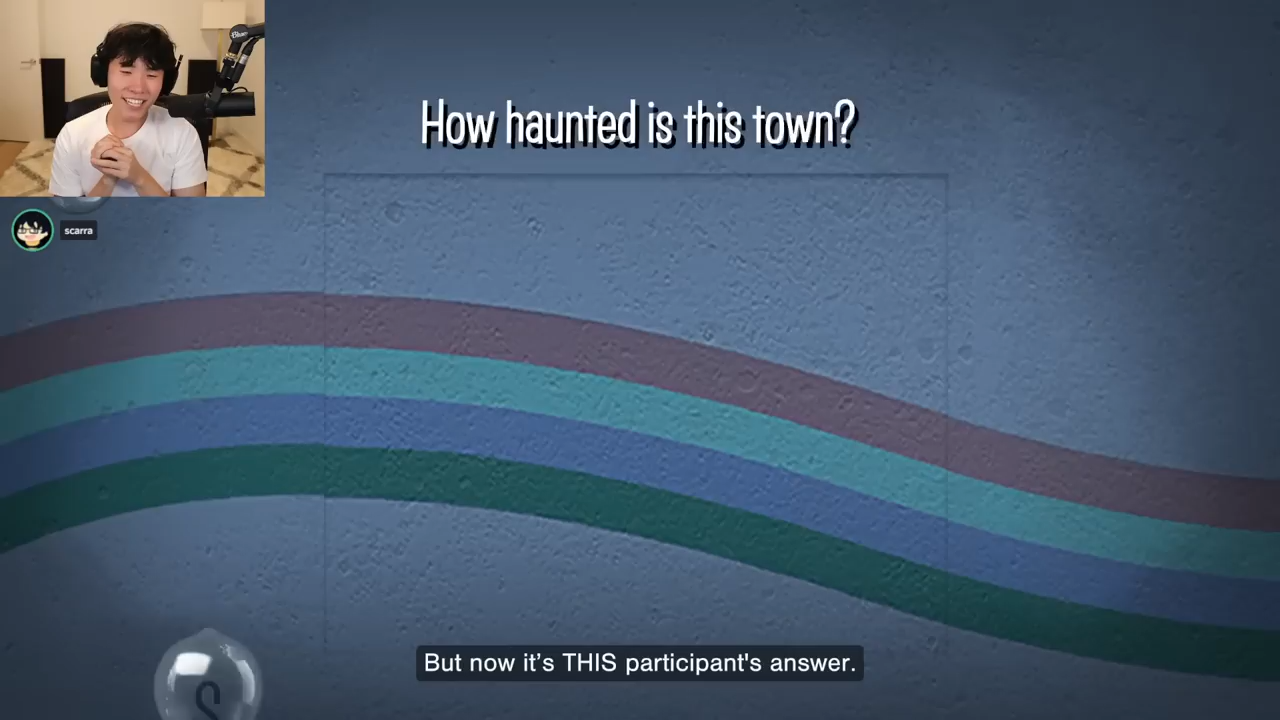 How haunted is this town?
scarra
But now it’s THIS participant's answer.